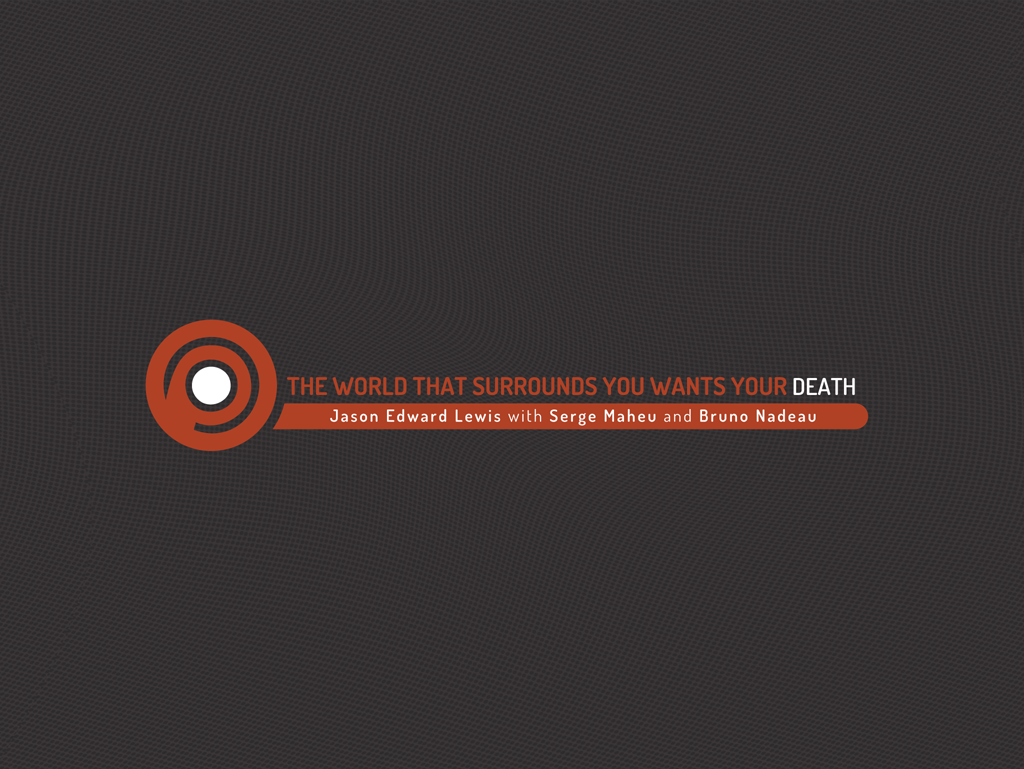 THE WORLD THAT SURROUNDS YOU WANTS YOUR DEATH
Jason Edward Lewis with Serge Maheu and Bruno Nadeau